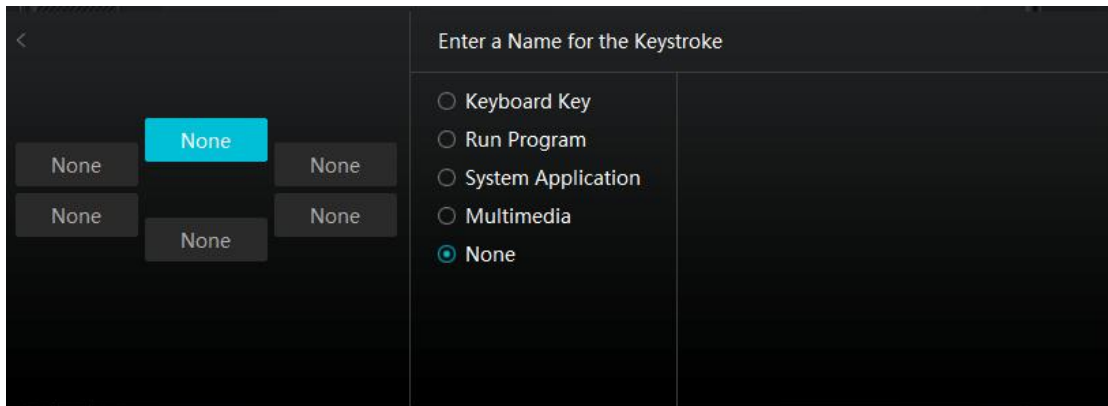 <
None
None
None
None
None
None
Enter a Name for the Keystroke
Keyboard Key
Run Program
System Application
Multimedia
None